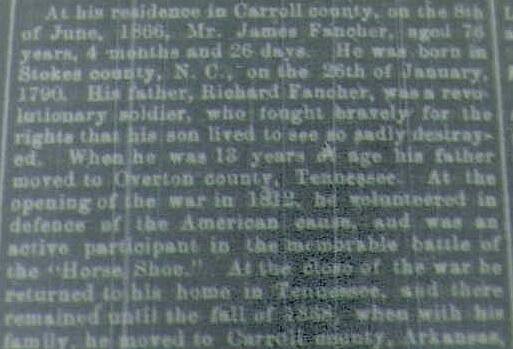 At his residence in Carroll county, on the 8th
of June, 1866, Mr. James Fancher, aged 76
years, 4 months and 26 days. He was born in
Stokes county, N. C., on the 26th of January,
1790. His father, Richard Fancher, was a revo-
lutionary soldier, who fought bravely for the
rights that his son lived to see so sadly destray-
ed. When he was 18 years of age his father
moved to Overton county, Tennessee. At the
opening of the war in 1812, he volunteered in
defence of the American cause, and was an
active participant in the memorable battle of
the "Horse Shoe." At the close of the war he
returned to his home in Tennessee, and there
remained until the fall of when with his
family, he moved to Carroll county, Arkansas,